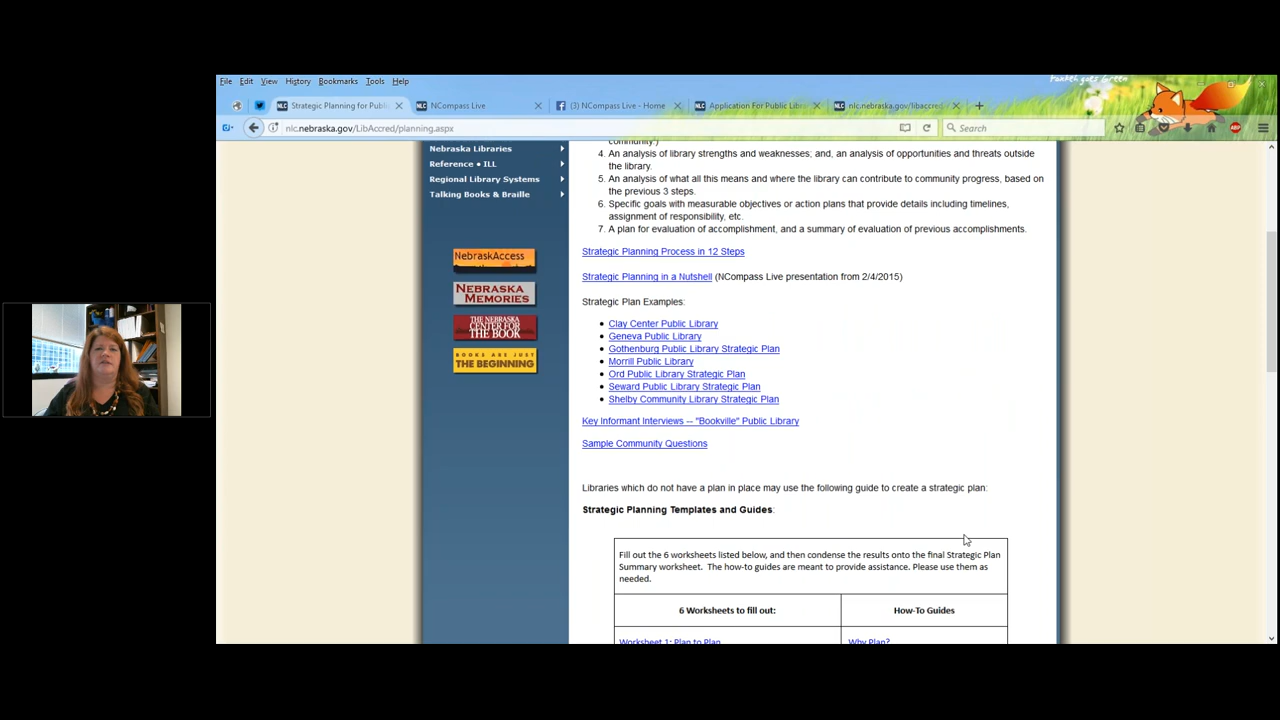 foxkeh goes Green
File Edit View History Bookmarks Tools Help
Strategic Planning for Publi
NCompass Live
(3) NCompass Live - Home
Application For Public Libra
nlc.nebraska.gov/libaccred/
nlc.nebraska.gov/LibAccred/planning.aspx
Search
Nebraska Libraries
Reference • ILL
Regional Library Systems
Talking Books & Braille
NebraskAccess
NEBRASKA
MEMORIES
THE NEBRASKA
CENTER FOR
THE BOOK
BOOKS ARE JUST
THE BEGINNING
community.)
4. An analysis of library strengths and weaknesses; and, an analysis of opportunities and threats outside
the library.
5. An analysis of what all this means and where the library can contribute to community progress, based on
the previous 3 steps.
6. Specific goals with measurable objectives or action plans that provide details including timelines,
assignment of responsibility, etc.
7. A plan for evaluation of accomplishment, and a summary of evaluation of previous accomplishments.
Strategic Planning Process in 12 Steps
Strategic Planning in a Nutshell (NCompass Live presentation from 2/4/2015)
Strategic Plan Examples:
• Clay Center Public Library
• Geneva Public Library
• Gothenburg Public Library Strategic Plan
• Morrill Public Library
• Ord Public Library Strategic Plan
• Seward Public Library Strategic Plan
• Shelby Community Library Strategic Plan
Key Informant Interviews -- "Bookville" Public Library
Sample Community Questions
Libraries which do not have a plan in place may use the following guide to create a strategic plan:
Strategic Planning Templates and Guides:
Fill out the 6 worksheets listed below, and then condense the results onto the final Strategic Plan
Summary worksheet. The how-to guides are meant to provide assistance. Please use them as
needed.
6 Worksheets to fill out:
How-To Guides
Worksheet 1: Plan to Plan
Why Plan?